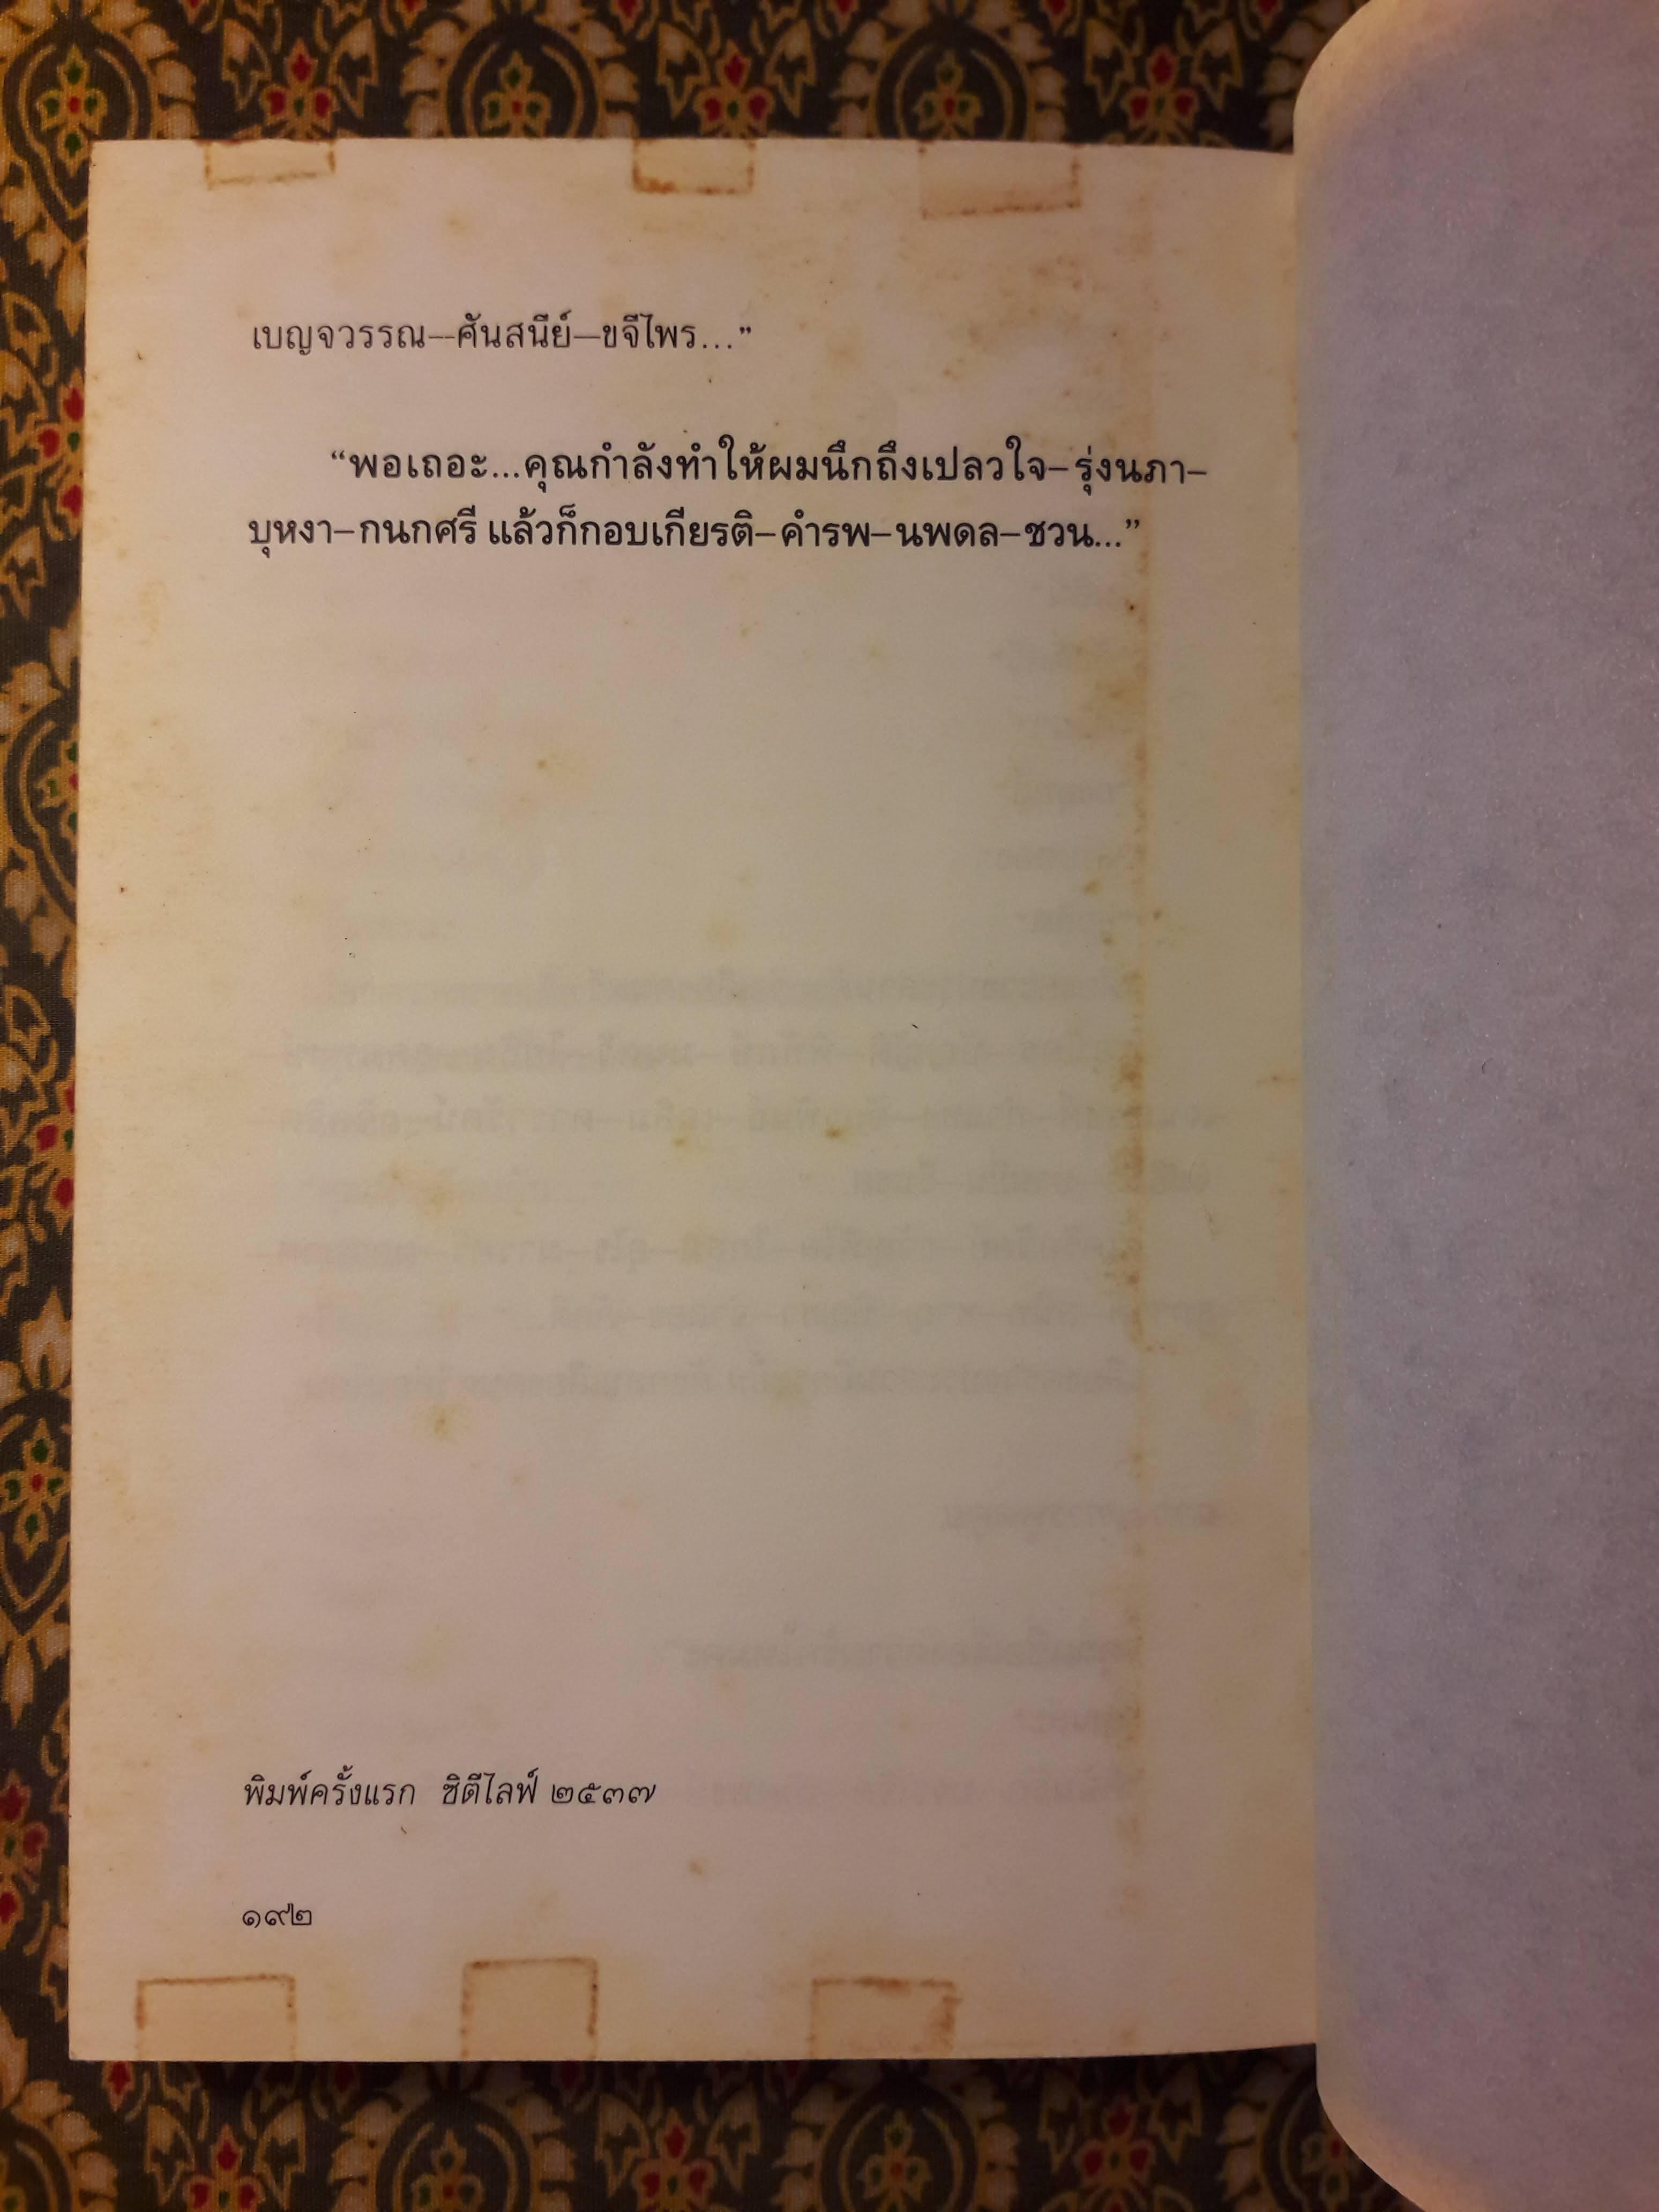 เบญจวรรณ--ศันสนีย์—ขจีไพร...”
“พอเถอะ...คุณกำลังทำให้ผมนึกถึงเปลวใจ–รุ่งนภา–
บุหงา–กนกศรี แล้วก็กอบเกียรติ–คำรพ–นพดล–ชวน...”
พิมพ์ครั้งแรก ซิตีไลฟ์ ๒๕๓๗
๑๙๒